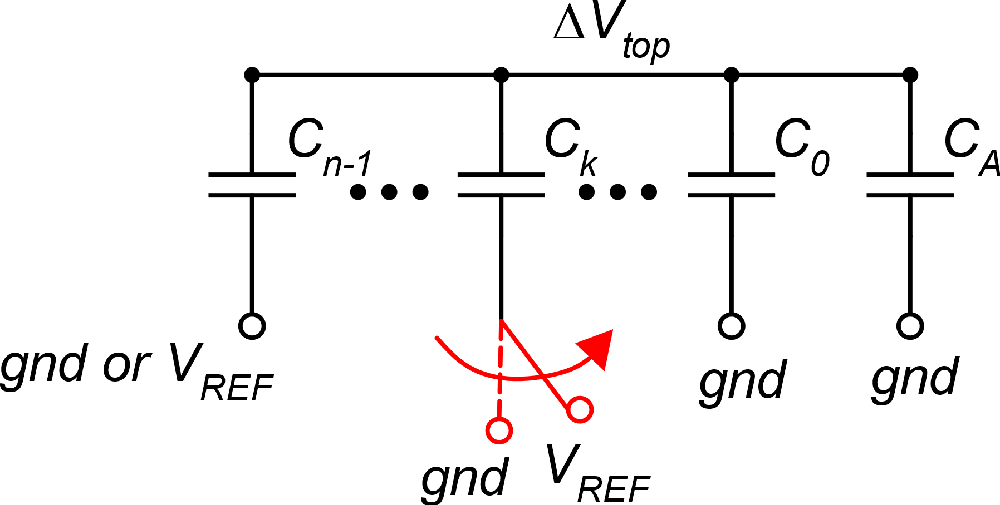 ΔV_top
C_n-1 C_k C_0 C_A
gnd or V_REF
gnd
gnd
gnd
V_REF